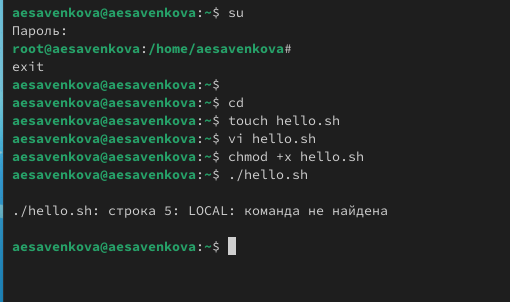 aesavenkova@aesavenkova:~$ su
Пароль:
root@aesavenkova:/home/aesavenkova#
exit
aesavenkova@aesavenkova:~$
aesavenkova@aesavenkova:~$ cd
aesavenkova@aesavenkova:~$ touch hello.sh
aesavenkova@aesavenkova:~$ vi hello.sh
aesavenkova@aesavenkova:~$ chmod +x hello.sh
aesavenkova@aesavenkova:~$ ./hello.sh
./hello.sh: строка 5: LOCAL: команда не найдена
aesavenkova@aesavenkova:~$